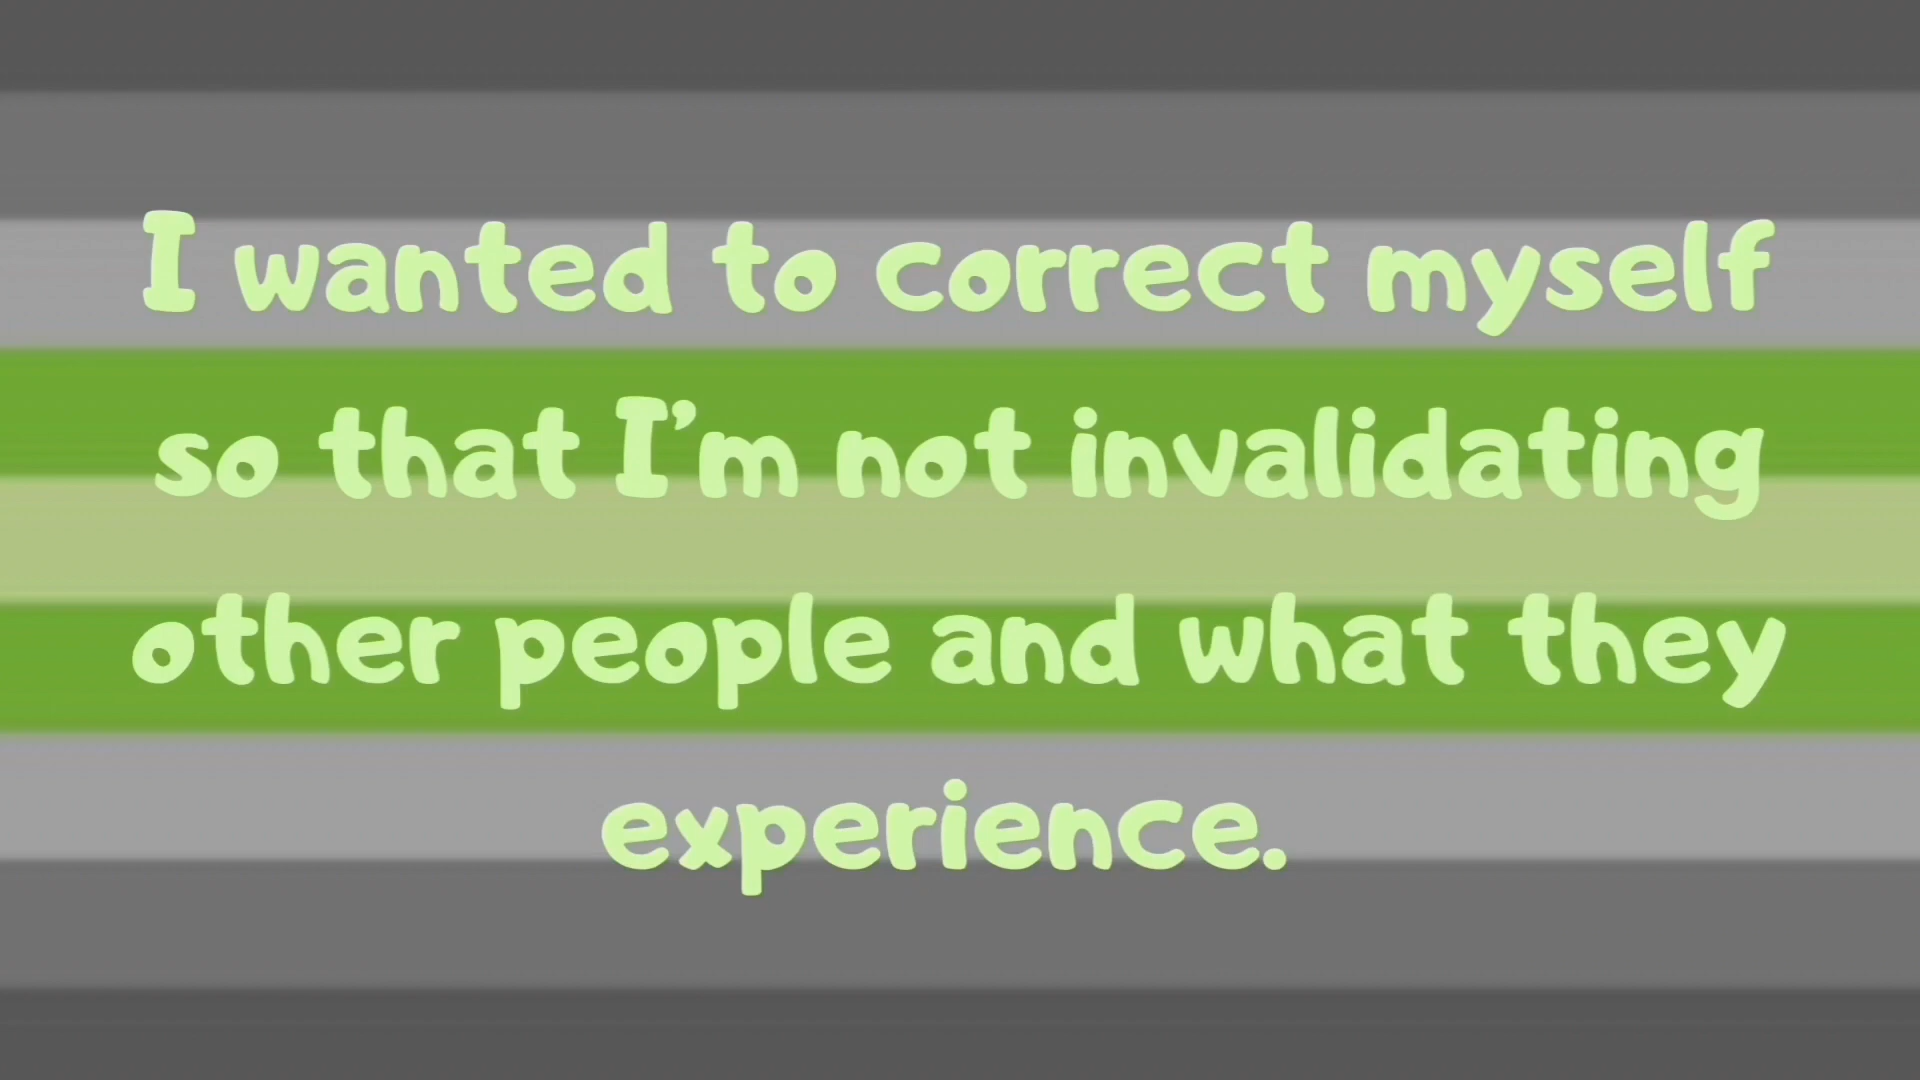 I wanted to correct myself
so that I'm not invalidating
other people and what they
experience.